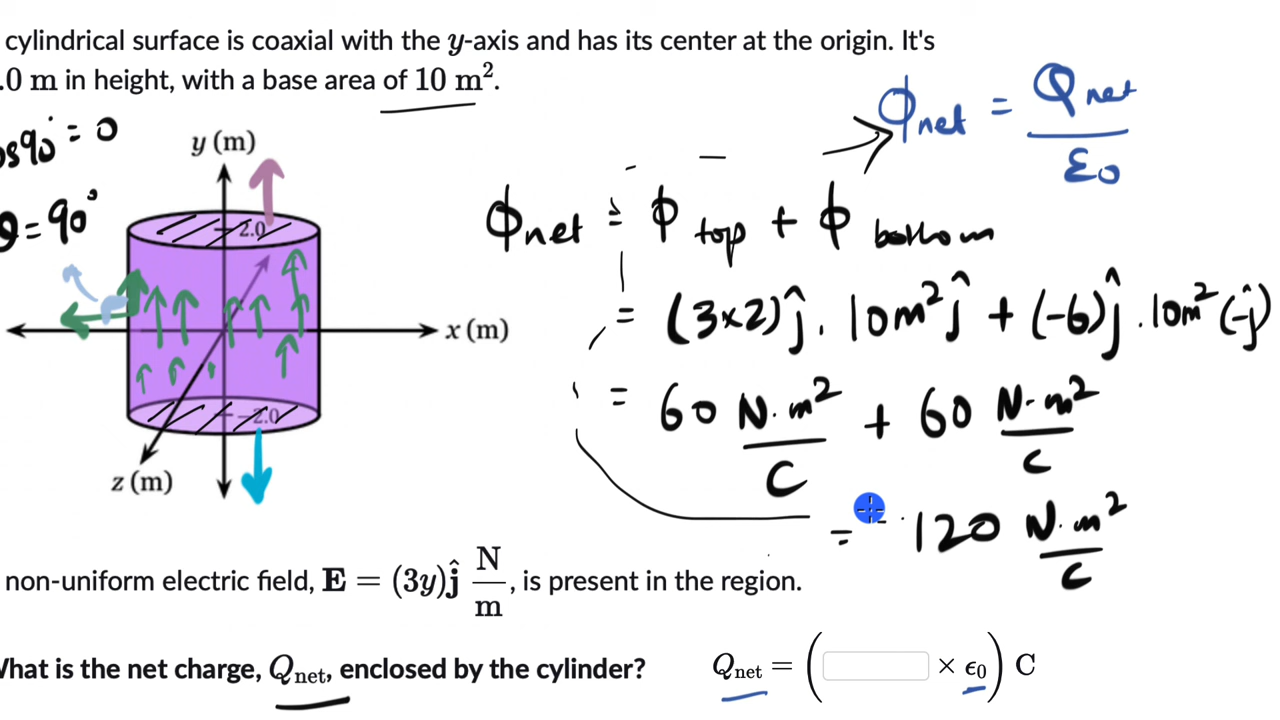 cylindrical surface is coaxial with the y-axis and has its center at the origin. It's
.0 m in height, with a base area of 10 m².
Φnet = Qnet / ε0
os90° = 0
θ = 90°
y (m)
2.0
x (m)
-2.0
z (m)
Φnet = Φtop + Φbottom
= (3×2)ĵ . 10m² ĵ + (-6)ĵ . 10m² (-ĵ)
= 60 N·m²/C + 60 N·m²/C
= 120 N·m²/C
non-uniform electric field, E = (3y)ĵ N/m, is present in the region.
What is the net charge, Qnet, enclosed by the cylinder? Qnet = ( × ϵ0) C